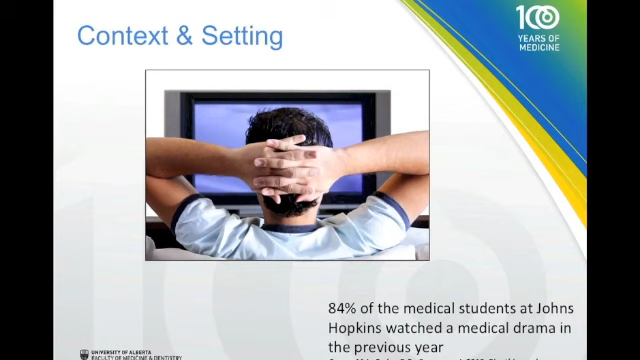 Context & Setting
100
YEARS OF
MEDICINE
84% of the medical students at Johns
Hopkins watched a medical drama in
the previous year
UNIVERSITY OF ALBERTA
FACULTY OF MEDICINE & DENTISTRY